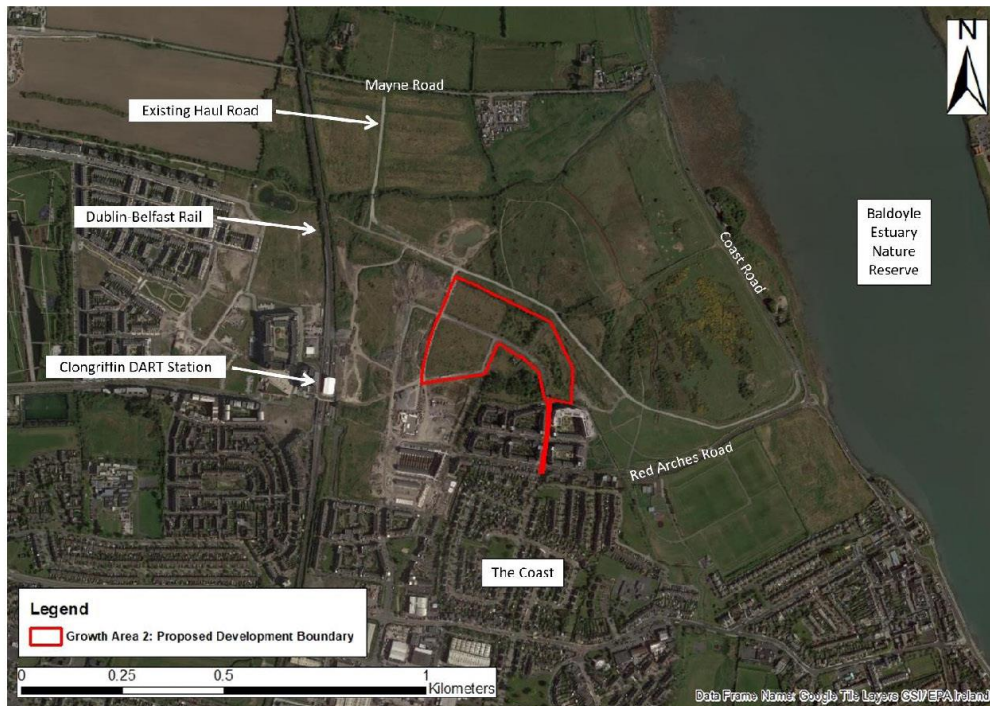 N
Mayne Road
Existing Haul Road
Dublin-Belfast Rail
Baldoyle
Estuary
Nature
Reserve
Coast Road
Clongriffin DART Station
Red Arches Road
The Coast
Legend
Growth Area 2: Proposed Development Boundary
0 0.25 0.5 1
Kilometers
Data Frame Name: Google Tile Layers GSI/EPA Ireland